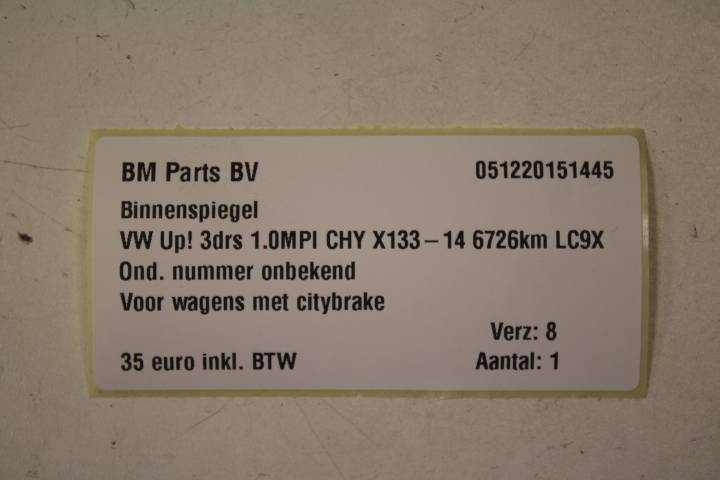 BM Parts BV 051220151445
Binnenspiegel
VW Up! 3drs 1.0MPI CHY X133-14 6726km LC9X
Ond. nummer onbekend
Voor wagens met citybrake
Verz: 8
35 euro inkl. BTW Aantal: 1